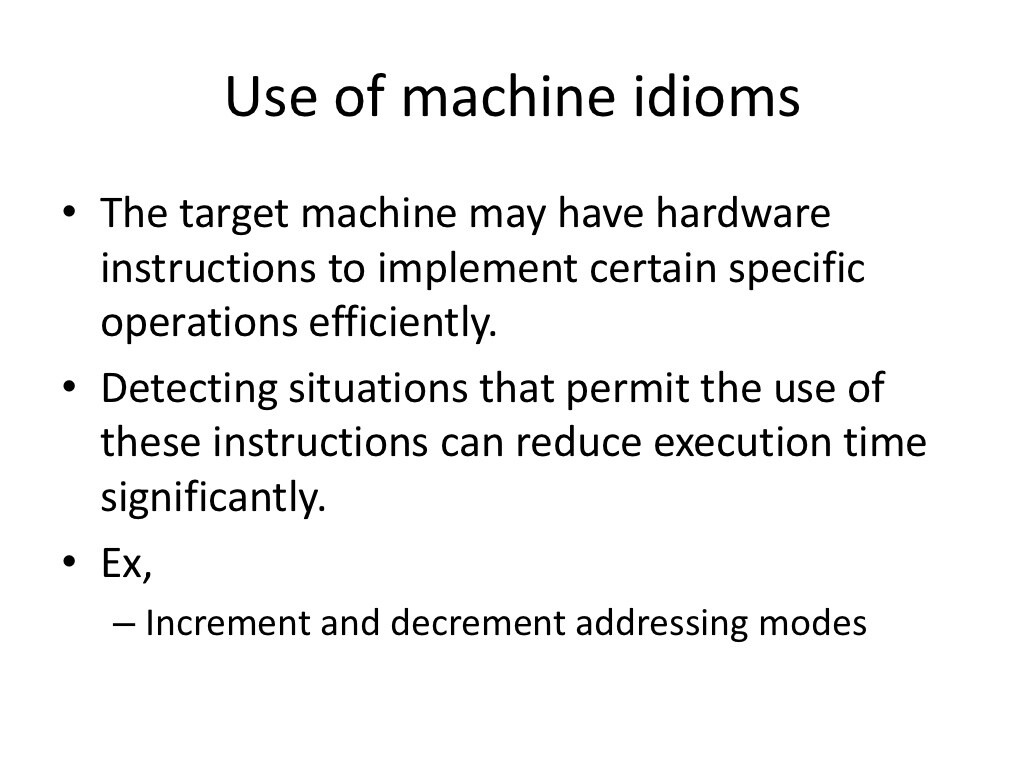 Use of machine idioms
• The target machine may have hardware
instructions to implement certain specific
operations efficiently.
• Detecting situations that permit the use of
these instructions can reduce execution time
significantly.
• Ex,
– Increment and decrement addressing modes